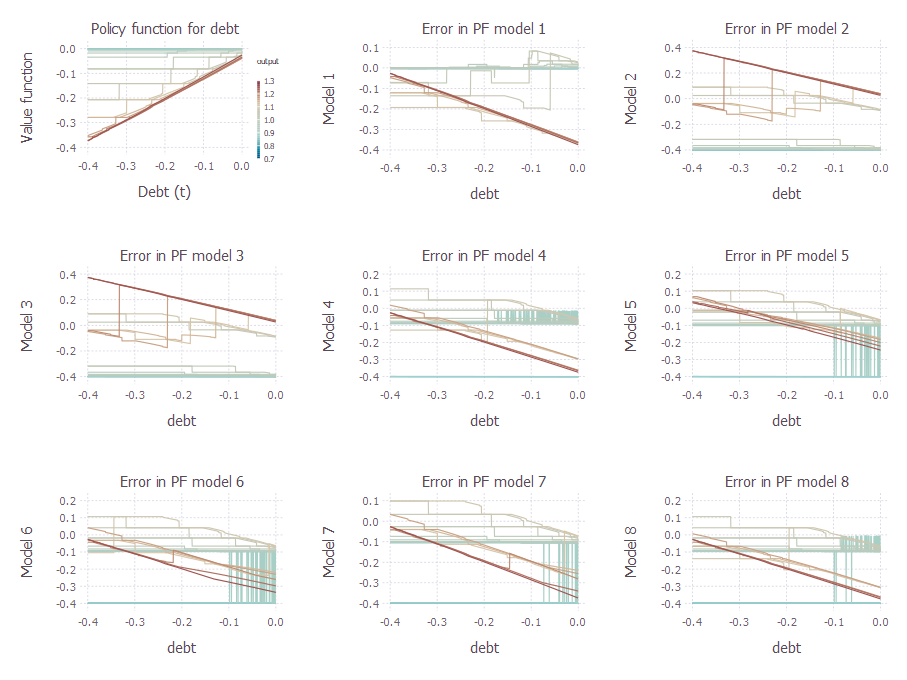 Policy function for debt
Value function
0.0
-0.1
-0.2
-0.3
-0.4
-0.4 -0.3 -0.2 -0.1 0.0
Debt (t)
output
1.3
1.2
1.1
1.0
0.9
0.8
0.7
Error in PF model 1
Model 1
0.1
0.0
-0.1
-0.2
-0.3
-0.4
-0.4 -0.3 -0.2 -0.1 0.0
debt
Error in PF model 2
Model 2
0.4
0.2
0.0
-0.2
-0.4
-0.4 -0.3 -0.2 -0.1 0.0
debt
Error in PF model 3
Model 3
0.4
0.2
0.0
-0.2
-0.4
-0.4 -0.3 -0.2 -0.1 0.0
debt
Error in PF model 4
Model 4
0.2
0.1
0.0
-0.1
-0.2
-0.3
-0.4
-0.4 -0.3 -0.2 -0.1 0.0
debt
Error in PF model 5
Model 5
0.2
0.1
0.0
-0.1
-0.2
-0.3
-0.4
-0.4 -0.3 -0.2 -0.1 0.0
debt
Error in PF model 6
Model 6
0.2
0.1
0.0
-0.1
-0.2
-0.3
-0.4
-0.4 -0.3 -0.2 -0.1 0.0
debt
Error in PF model 7
Model 7
0.1
0.0
-0.1
-0.2
-0.3
-0.4
-0.4 -0.3 -0.2 -0.1 0.0
debt
Error in PF model 8
Model 8
0.2
0.1
0.0
-0.1
-0.2
-0.3
-0.4
-0.4 -0.3 -0.2 -0.1 0.0
debt